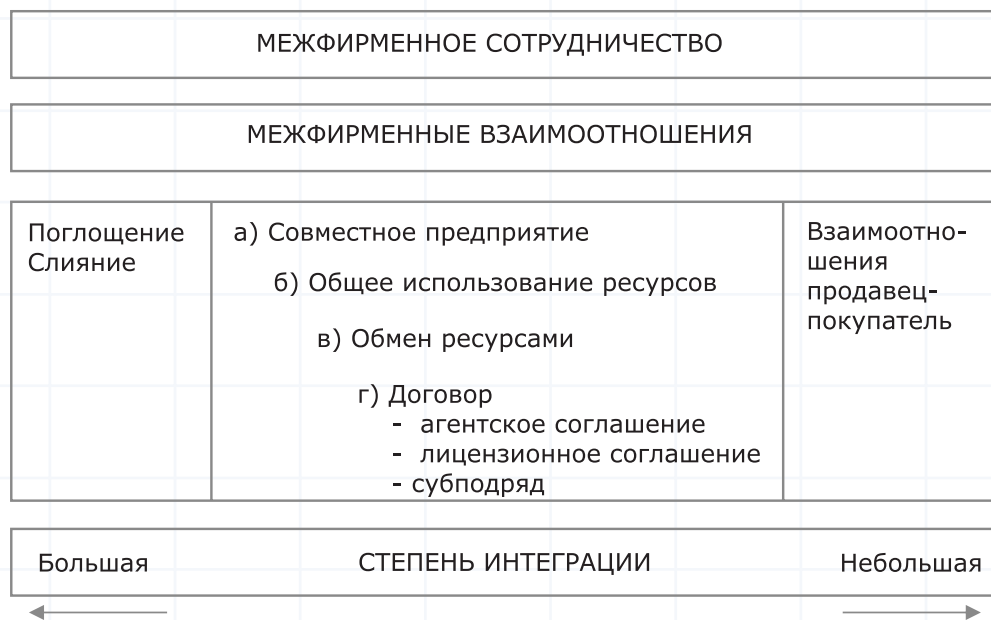 МЕЖФИРМЕННОЕ СОТРУДНИЧЕСТВО
МЕЖФИРМЕННЫЕ ВЗАИМООТНОШЕНИЯ
Поглощение
Слияние
а) Совместное предприятие
б) Общее использование ресурсов
в) Обмен ресурсами
г) Договор
- агентское соглашение
- лицензионное соглашение
- субподряд
Взаимоотно-
шения
продавец-
покупатель
Большая
СТЕПЕНЬ ИНТЕГРАЦИИ
Небольшая